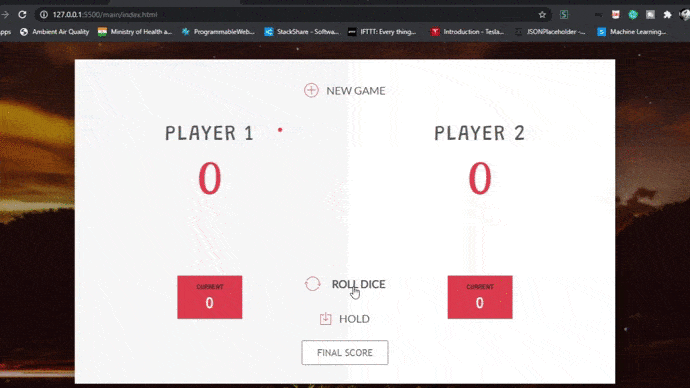 127.0.0.1:5500/main/index.html
Ambient Air Quality
Ministry of Health a...
ProgrammableWeb...
StackShare - Softwa...
IFTTT: Every thing...
Introduction - Tesla...
JSONPlaceholder -...
Machine Learning...
NEW GAME
PLAYER 1
PLAYER 2
0
0
CURRENT
0
ROLL DICE
CURRENT
0
HOLD
FINAL SCORE